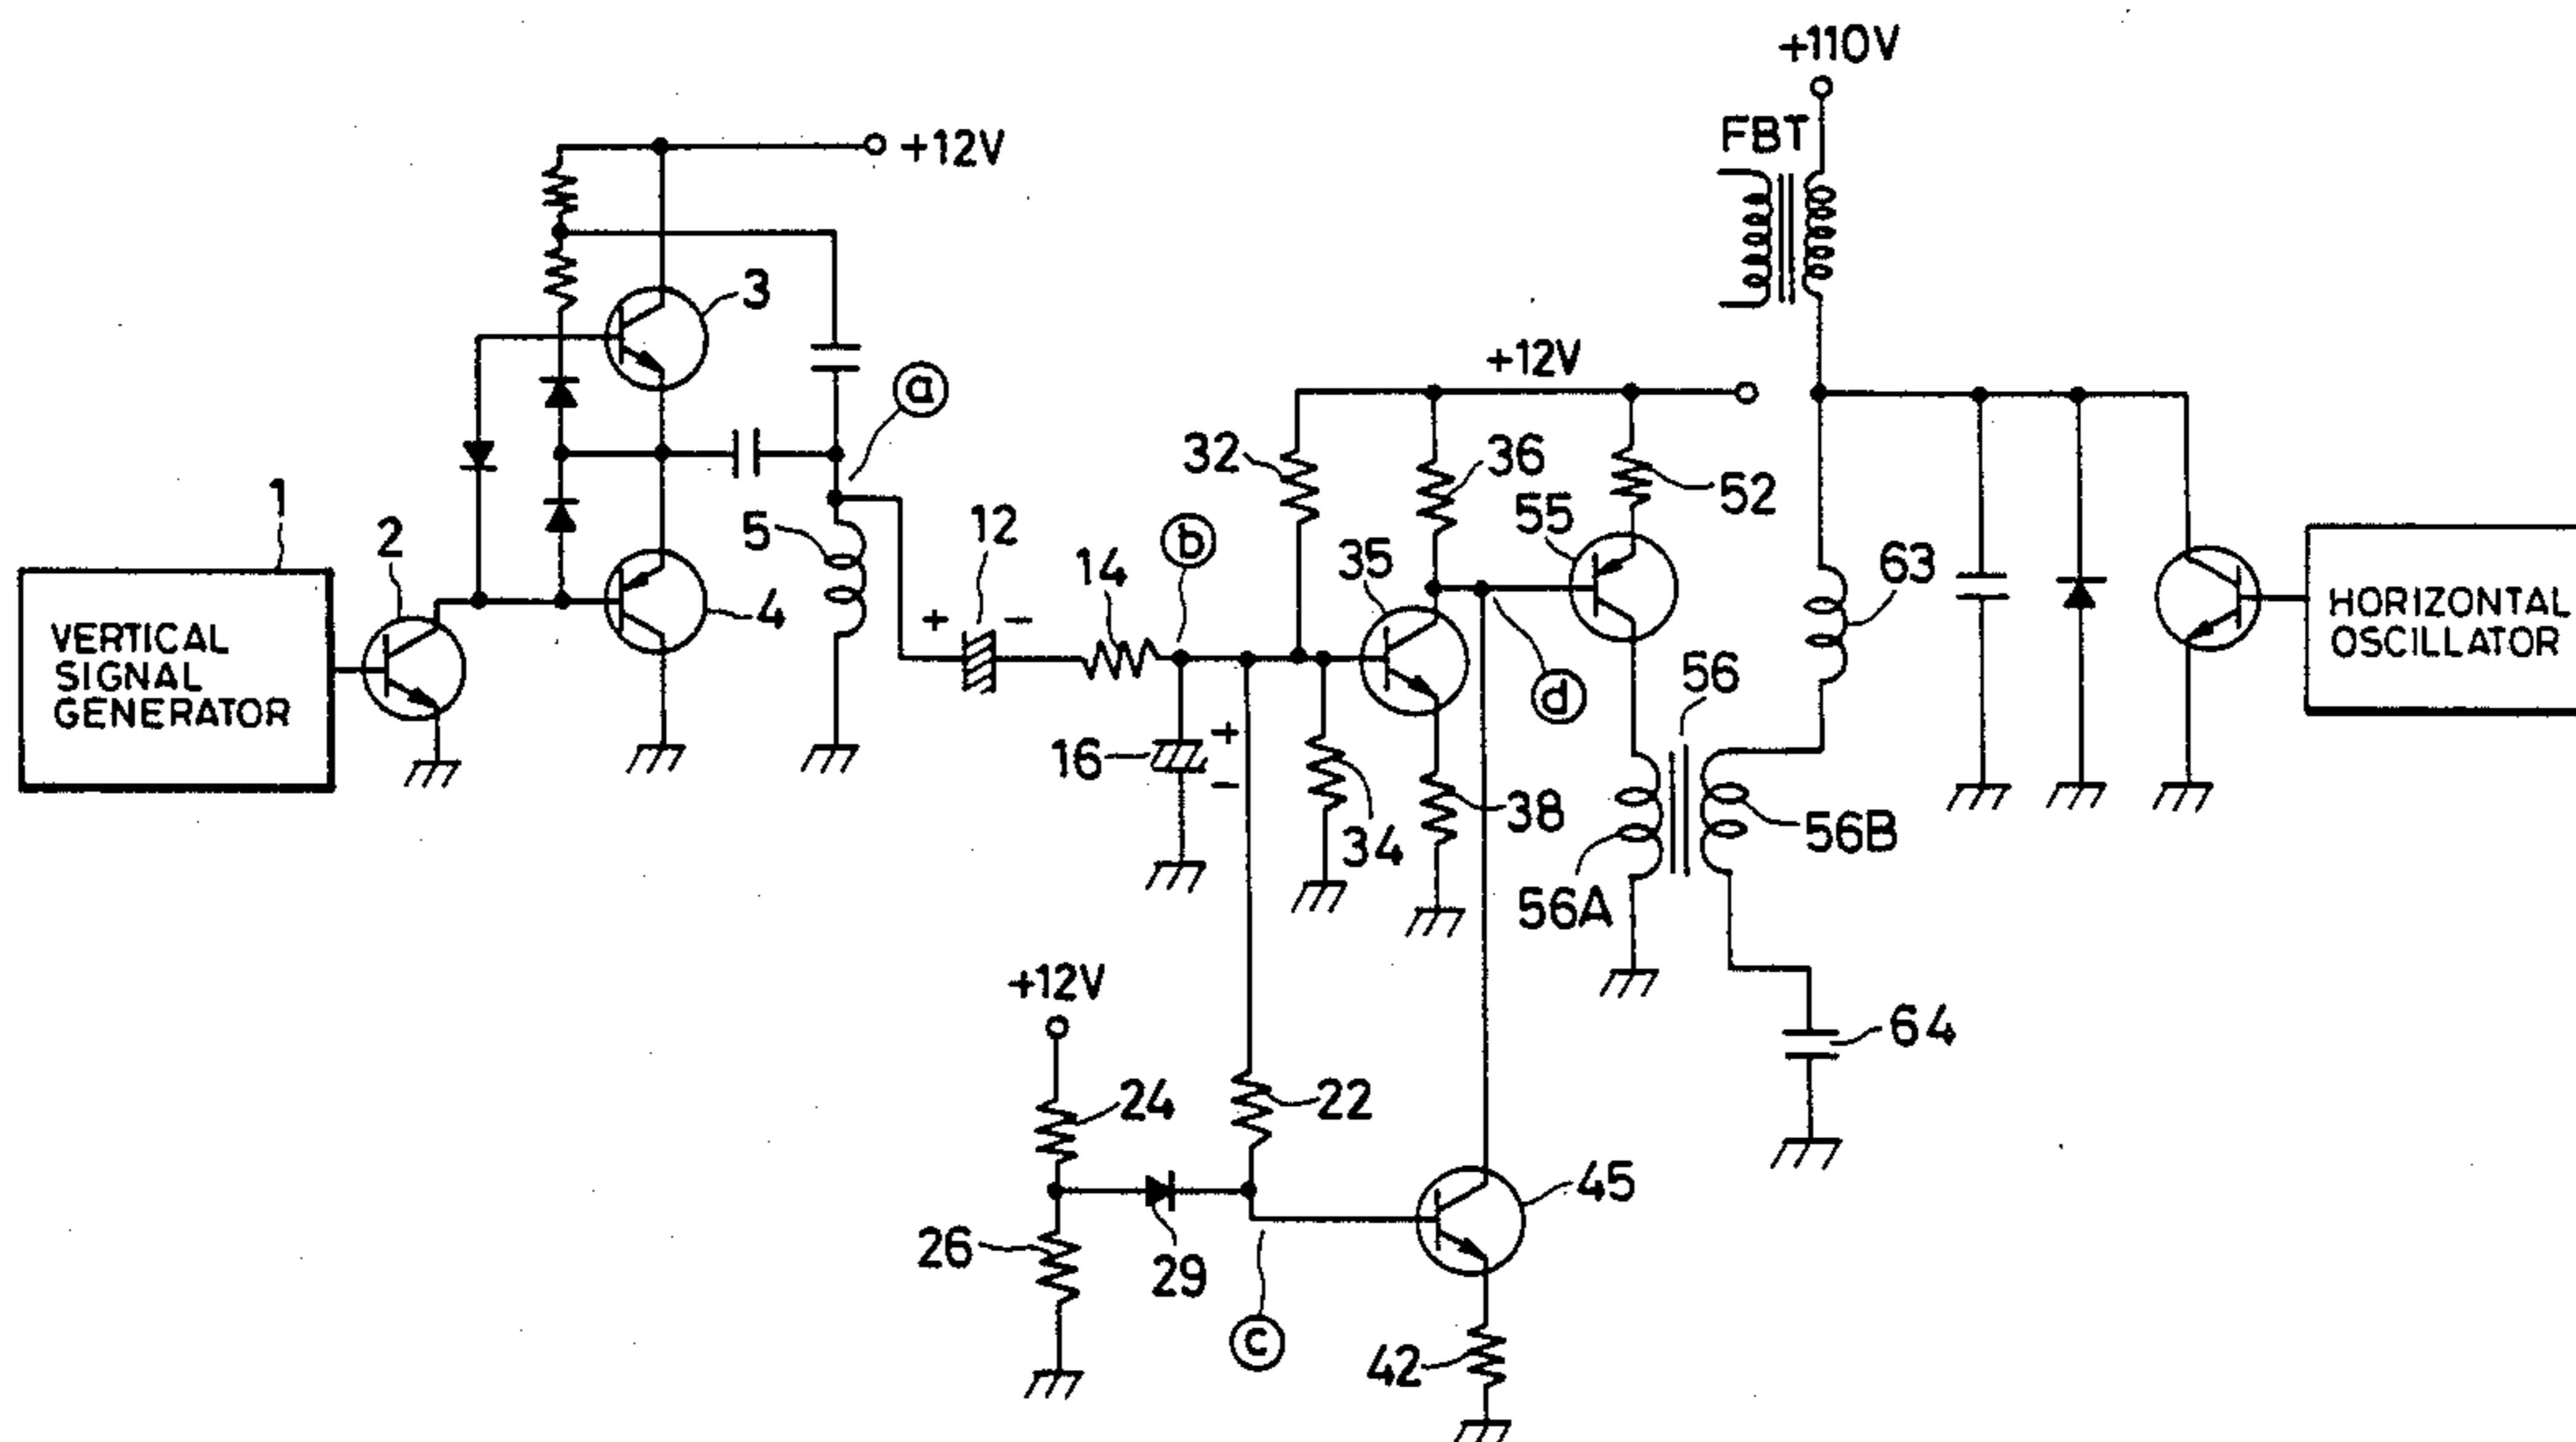 +110V
FBT
+12V
3
a
+12V
32
36
52
55
1
2
5
12
14
b
35
63
4
+ -
d
56
VERTICAL
SIGNAL
GENERATOR
HORIZONTAL
OSCILLATOR
16
+
-
34
38
56A
56B
+12V
64
24
22
45
26
29
c
42